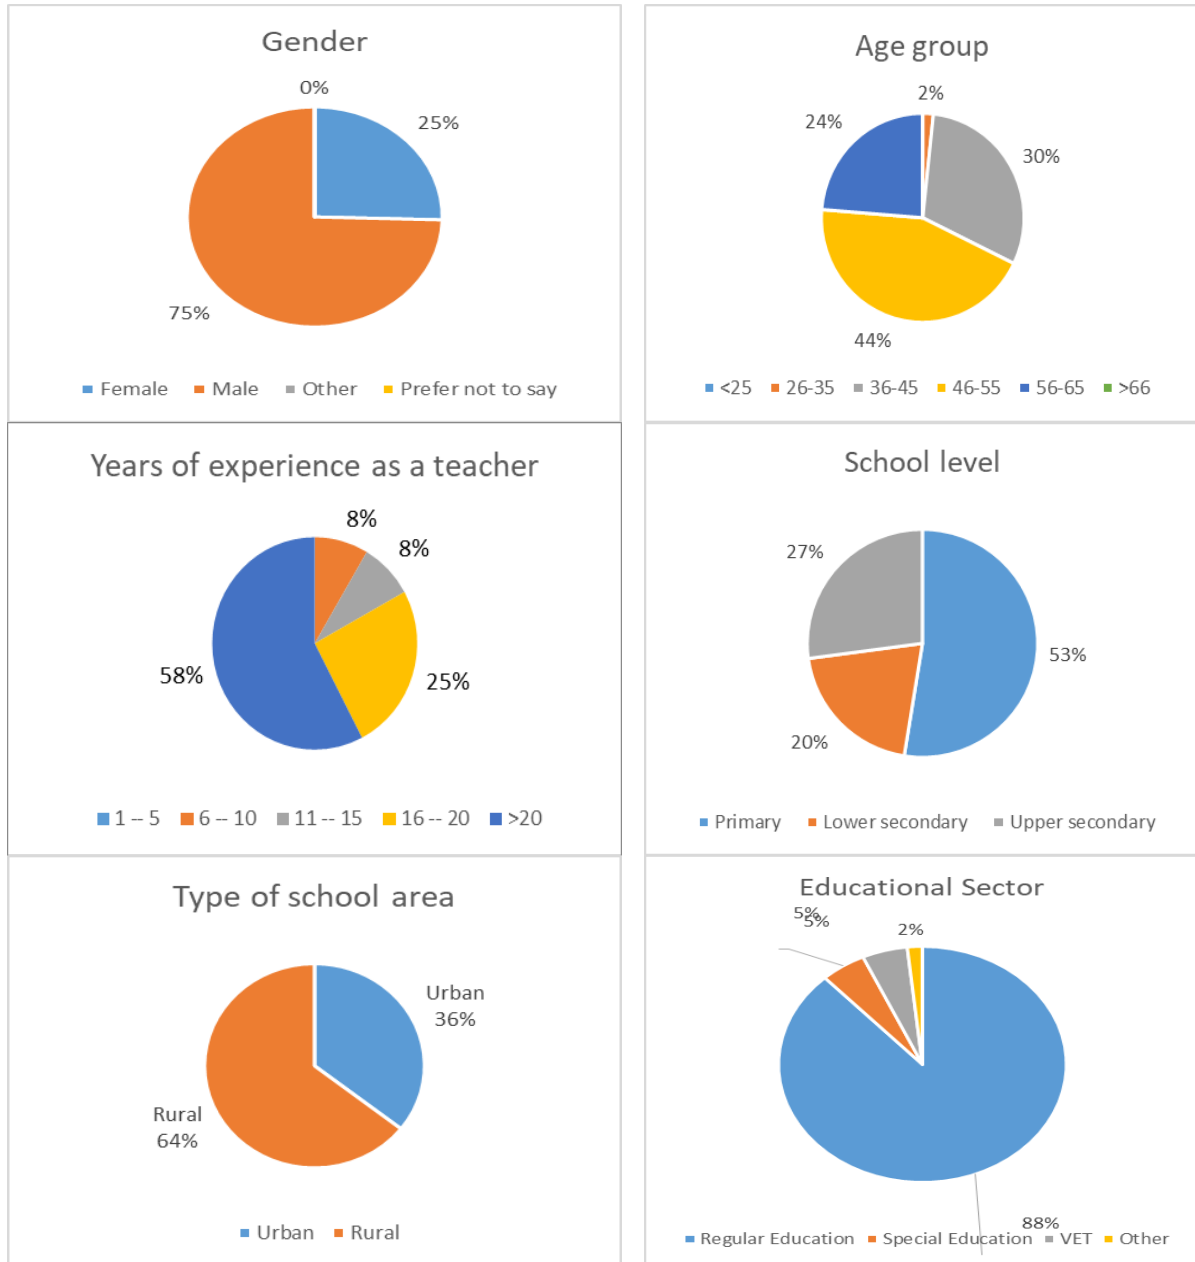 Gender
0%
25%
75%
Female Male Other Prefer not to say
Age group
2%
24%
30%
44%
<25 26-35 36-45 46-55 56-65 >66
Years of experience as a teacher
8%
8%
58%
25%
1 -- 5 6 -- 10 11 -- 15 16 -- 20 >20
School level
27%
53%
20%
Primary Lower secondary Upper secondary
Type of school area
Urban
36%
Rural
64%
Urban Rural
Educational Sector
5%
5%
2%
88%
Regular Education Special Education VET Other